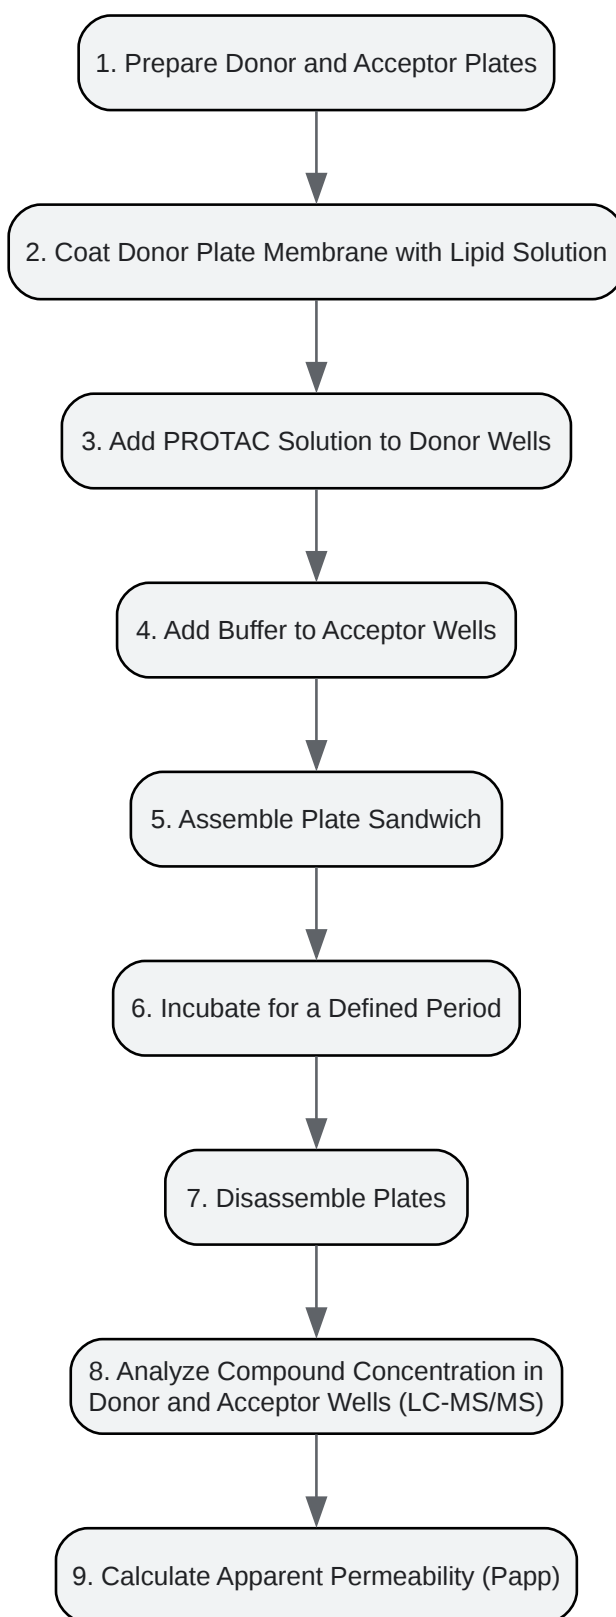 1. Prepare Donor and Acceptor Plates
2. Coat Donor Plate Membrane with Lipid Solution
3. Add PROTAC Solution to Donor Wells
4. Add Buffer to Acceptor Wells
5. Assemble Plate Sandwich
6. Incubate for a Defined Period
7. Disassemble Plates
8. Analyze Compound Concentration in
Donor and Acceptor Wells (LC-MS/MS)
9. Calculate Apparent Permeability (Papp)